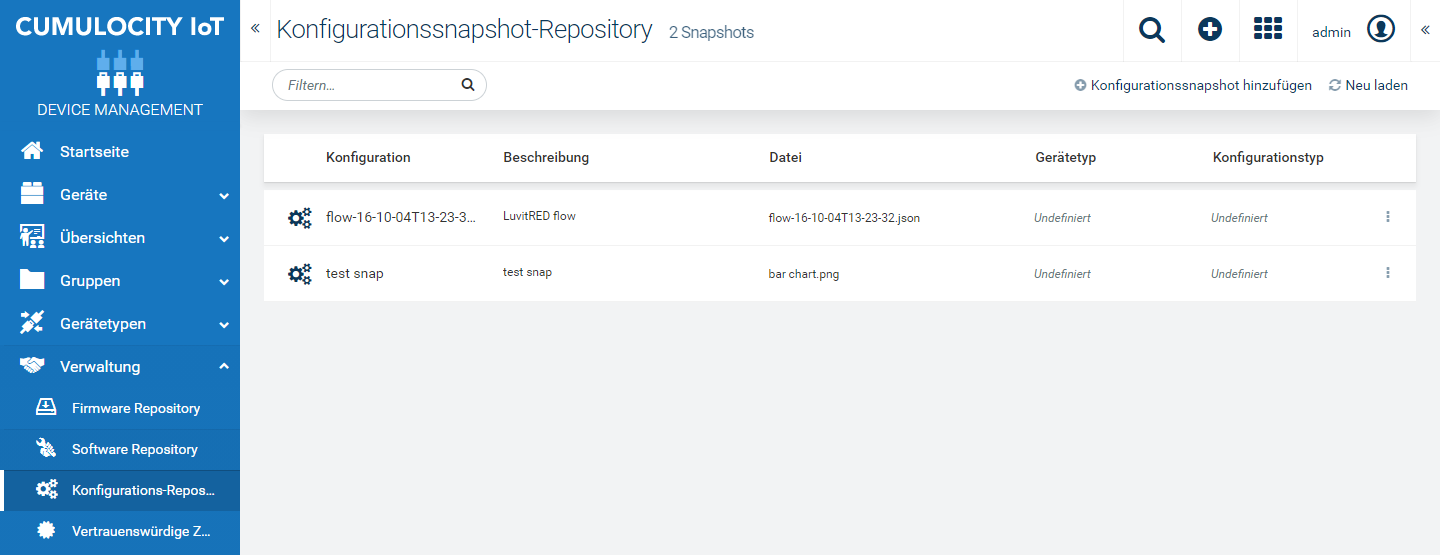 CUMULOCITY IoT
DEVICE MANAGEMENT
Startseite
Geräte
Übersichten
Gruppen
Gerätetypen
Verwaltung
Firmware Repository
Software Repository
Konfigurations-Repos...
Vertrauenswürdige Z...
« Konfigurationssnapshot-Repository 2 Snapshots admin «
Filtern... Konfigurationssnapshot hinzufügen Neu laden
Konfiguration Beschreibung Datei Gerätetyp Konfigurationstyp
flow-16-10-04T13-23-3... LuvitRED flow flow-16-10-04T13-23-32.json Undefiniert Undefiniert
test snap test snap bar chart.png Undefiniert Undefiniert